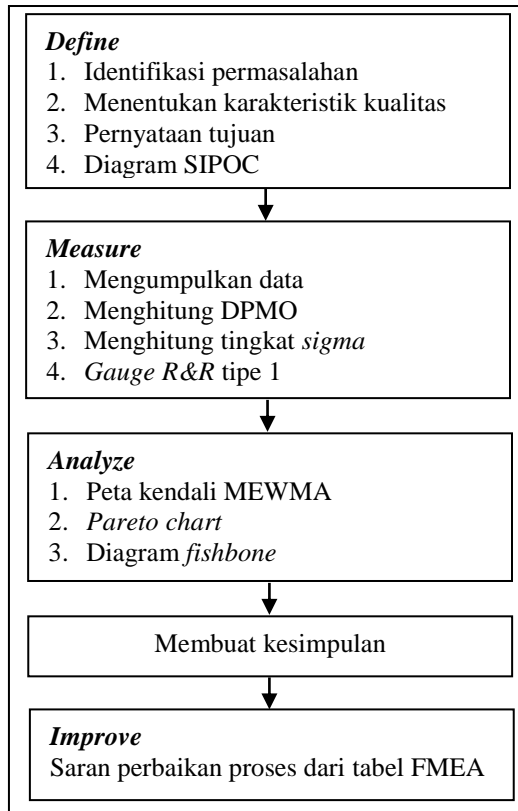 Define
1. Identifikasi permasalahan
2. Menentukan karakteristik kualitas
3. Pernyataan tujuan
4. Diagram SIPOC
Measure
1. Mengumpulkan data
2. Menghitung DPMO
3. Menghitung tingkat sigma
4. Gauge R&R tipe 1
Analyze
1. Peta kendali MEWMA
2. Pareto chart
3. Diagram fishbone
Membuat kesimpulan
Improve
Saran perbaikan proses dari tabel FMEA